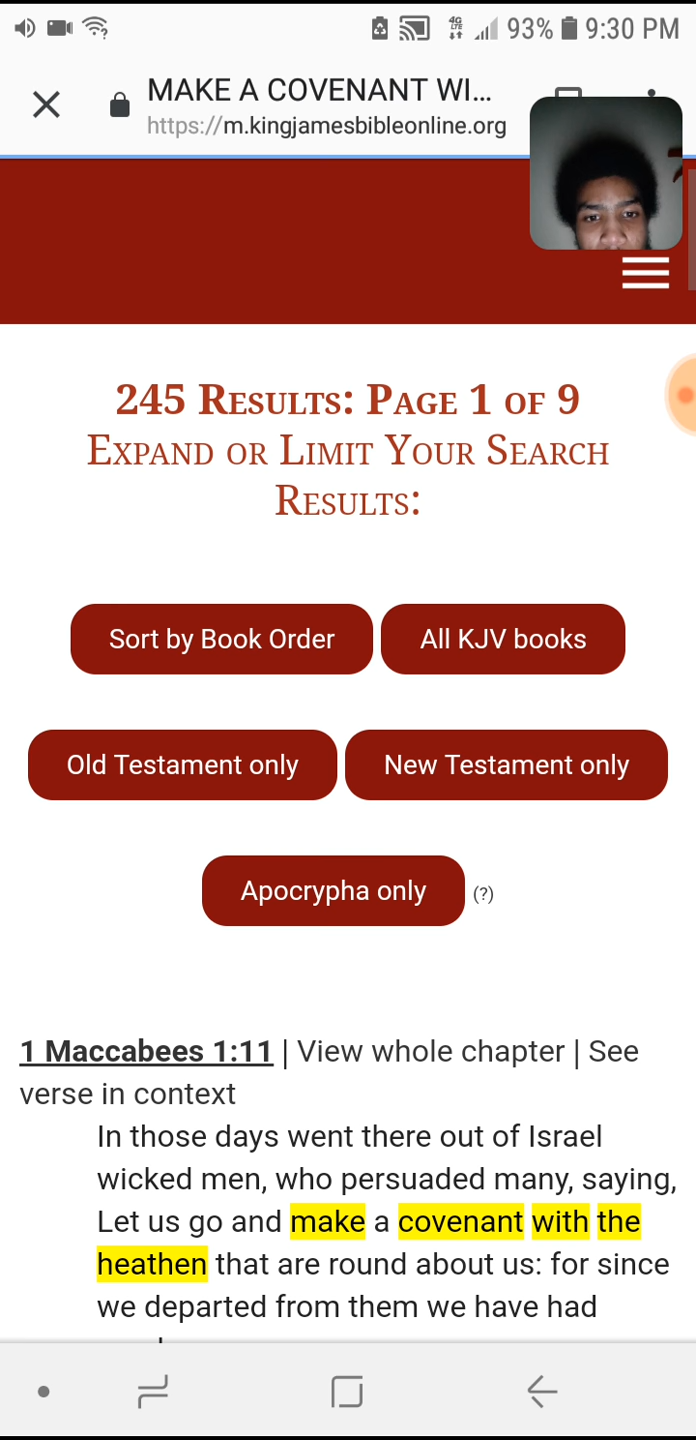 4G
LTE
93%
9:30 PM
MAKE A COVENANT WI...
https://m.kingjamesbibleonline.org
245 RESULTS: PAGE 1 OF 9
EXPAND OR LIMIT YOUR SEARCH
RESULTS:
Sort by Book Order
All KJV books
Old Testament only
New Testament only
Apocrypha only
(?)
1 Maccabees 1:11 | View whole chapter | See
verse in context
In those days went there out of Israel
wicked men, who persuaded many, saying,
Let us go and make a covenant with the
heathen that are round about us: for since
we departed from them we have had